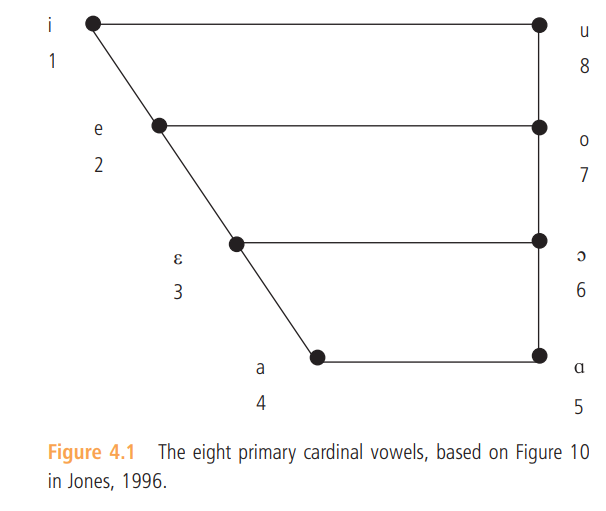 i u
1 8
e o
2 7
ɛ ɔ
3 6
a ɑ
4 5
Figure 4.1 The eight primary cardinal vowels, based on Figure 10
in Jones, 1996.